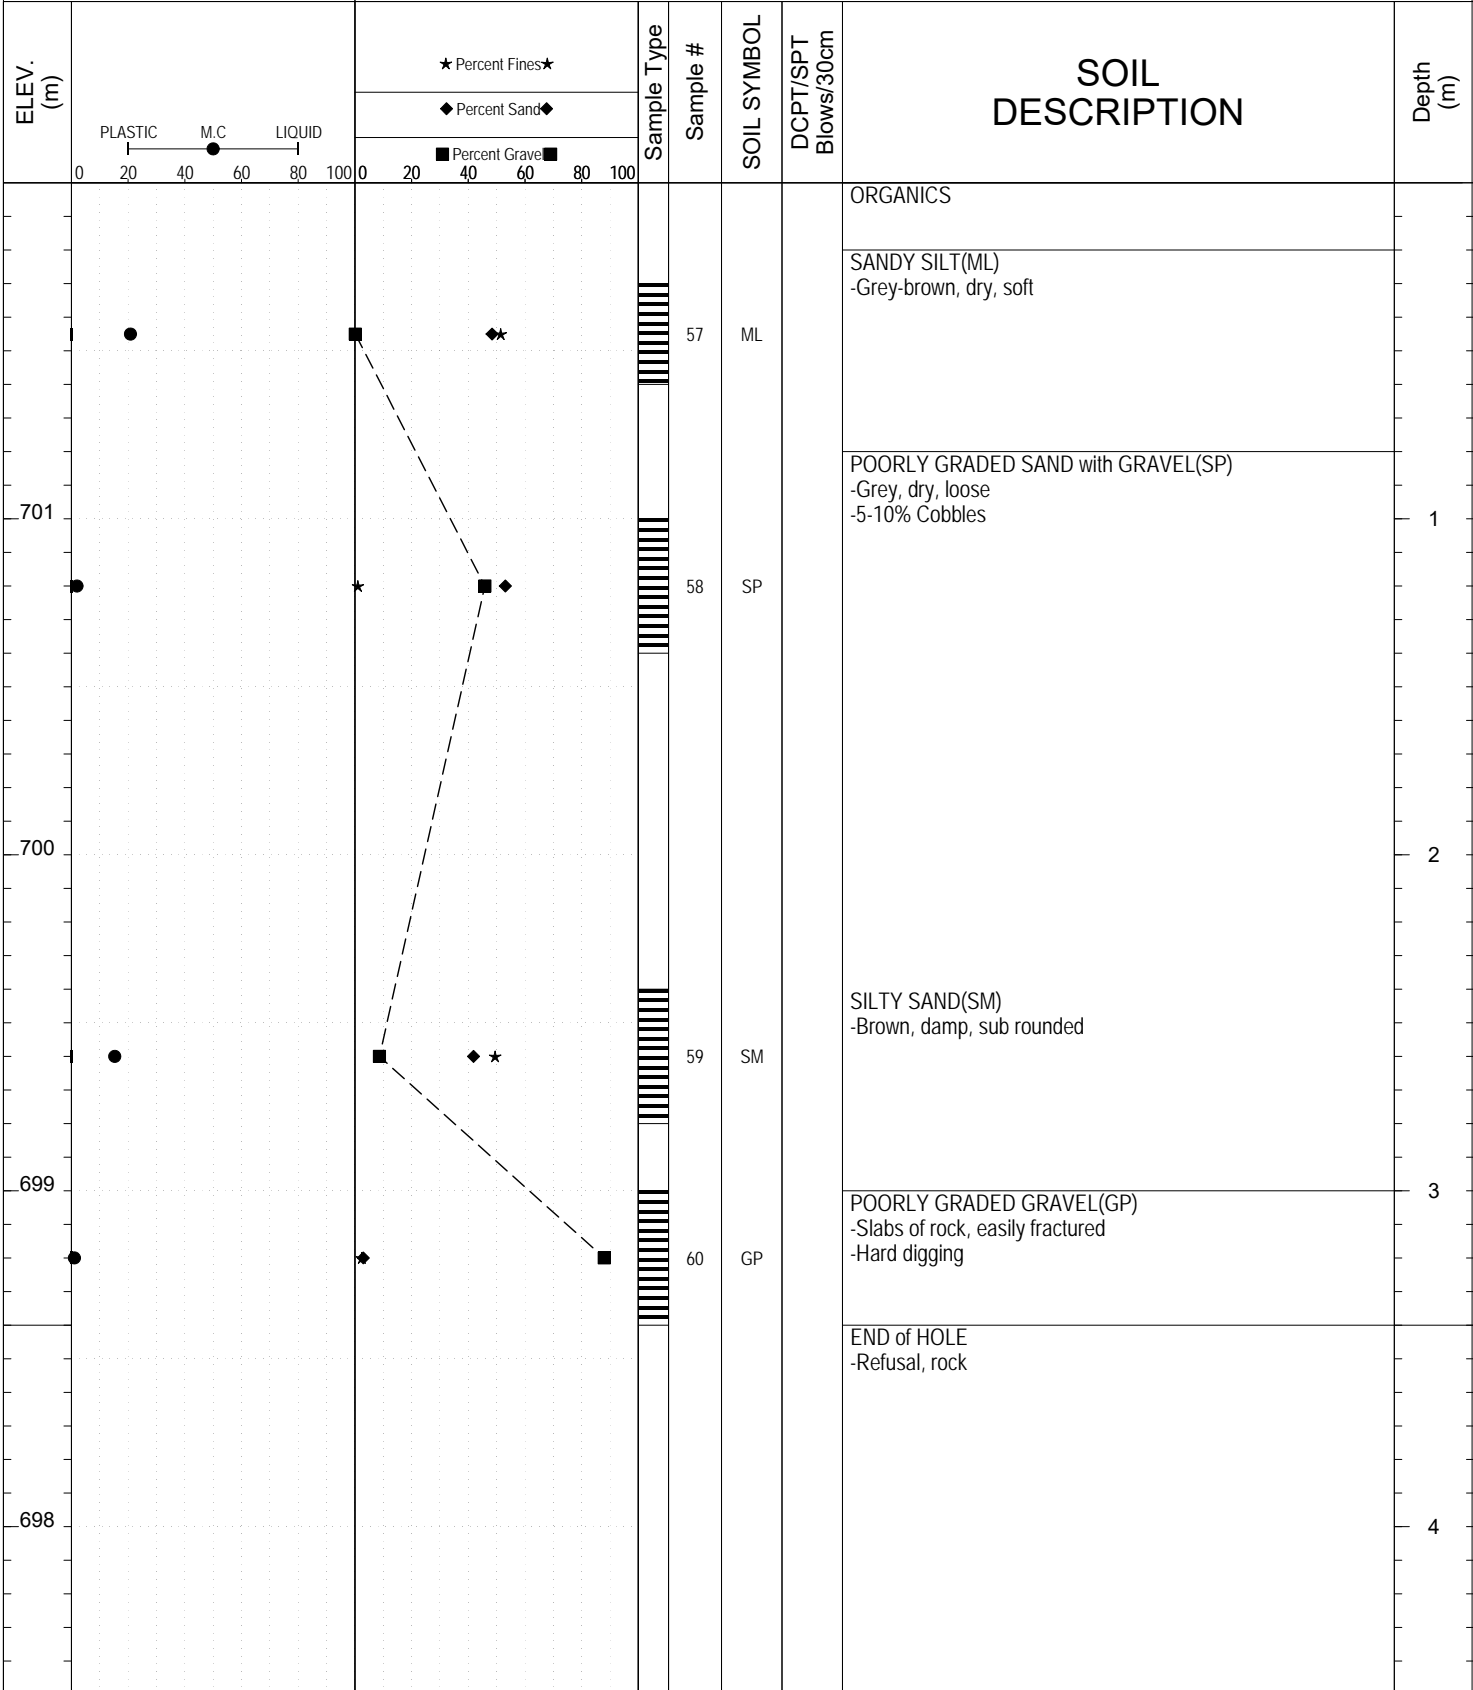 ELEV.
(m)
PLASTIC M.C LIQUID
0 20 40 60 80 100
Percent Fines
Percent Sand
Percent Gravel
0 20 40 60 80 100
Sample Type
Sample #
SOIL SYMBOL
DCPT/SPT
Blows/30cm
SOIL
DESCRIPTION
Depth
(m)
ORGANICS
SANDY SILT(ML)
-Grey-brown, dry, soft
57 ML
POORLY GRADED SAND with GRAVEL(SP)
-Grey, dry, loose
-5-10% Cobbles
701 1
58 SP
700 2
SILTY SAND(SM)
-Brown, damp, sub rounded
59 SM
699 3
POORLY GRADED GRAVEL(GP)
-Slabs of rock, easily fractured
-Hard digging
60 GP
END of HOLE
-Refusal, rock
698 4